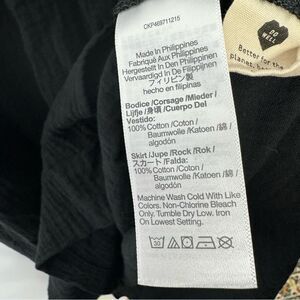 CKP469711215
Made In Philippines
Fabriqué Aux Philippines
Hergestellt In Den Philippinen
Vervaardigd In De Filipijnen
フィリピン製
hecho en filipinas
Bodice /Corsage /Mieder /
Lijfje /身頃 /Cuerpo Del
Vestido:
100% Cotton /Coton /
Baumwolle /Katoen /綿 /
algodón
Skirt /Jupe /Rock /Rok /
スカート /Falda:
100% Cotton /Coton /
Baumwolle /Katoen /綿 /
algodón
Machine Wash Cold With Like
Colors. Non-Chlorine Bleach
Only. Tumble Dry Low. Iron
On Lowest Setting.
30
DO
WELL
Better for the
planet,